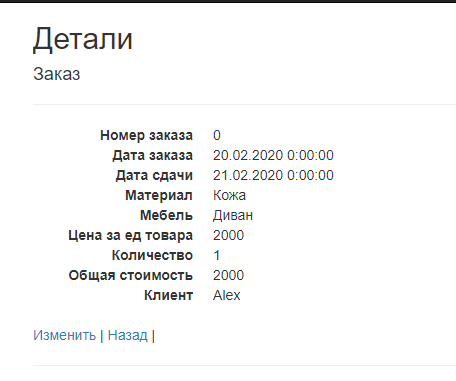 Детали
Заказ
Номер заказа 0
Дата заказа 20.02.2020 0:00:00
Дата сдачи 21.02.2020 0:00:00
Материал Кожа
Мебель Диван
Цена за ед товара 2000
Количество 1
Общая стоимость 2000
Клиент Alex
Изменить | Назад |